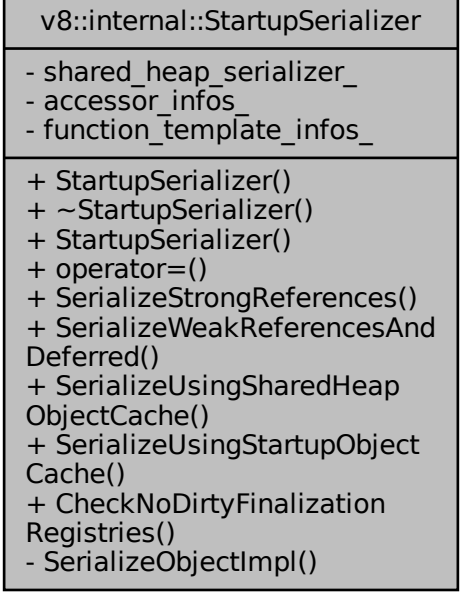 v8::internal::StartupSerializer
- shared_heap_serializer_
- accessor_infos_
- function_template_infos_
+ StartupSerializer()
+ ~StartupSerializer()
+ StartupSerializer()
+ operator=()
+ SerializeStrongReferences()
+ SerializeWeakReferencesAnd
Deferred()
+ SerializeUsingSharedHeap
ObjectCache()
+ SerializeUsingStartupObject
Cache()
+ CheckNoDirtyFinalization
Registries()
- SerializeObjectImpl()